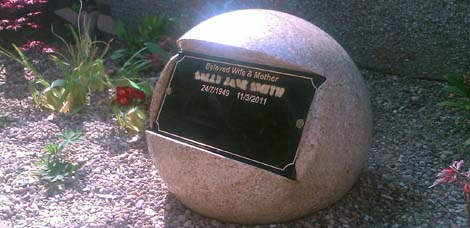 Beloved Wife & Mother
SALLY JANE SMITH
24/7/1949 11/3/2011